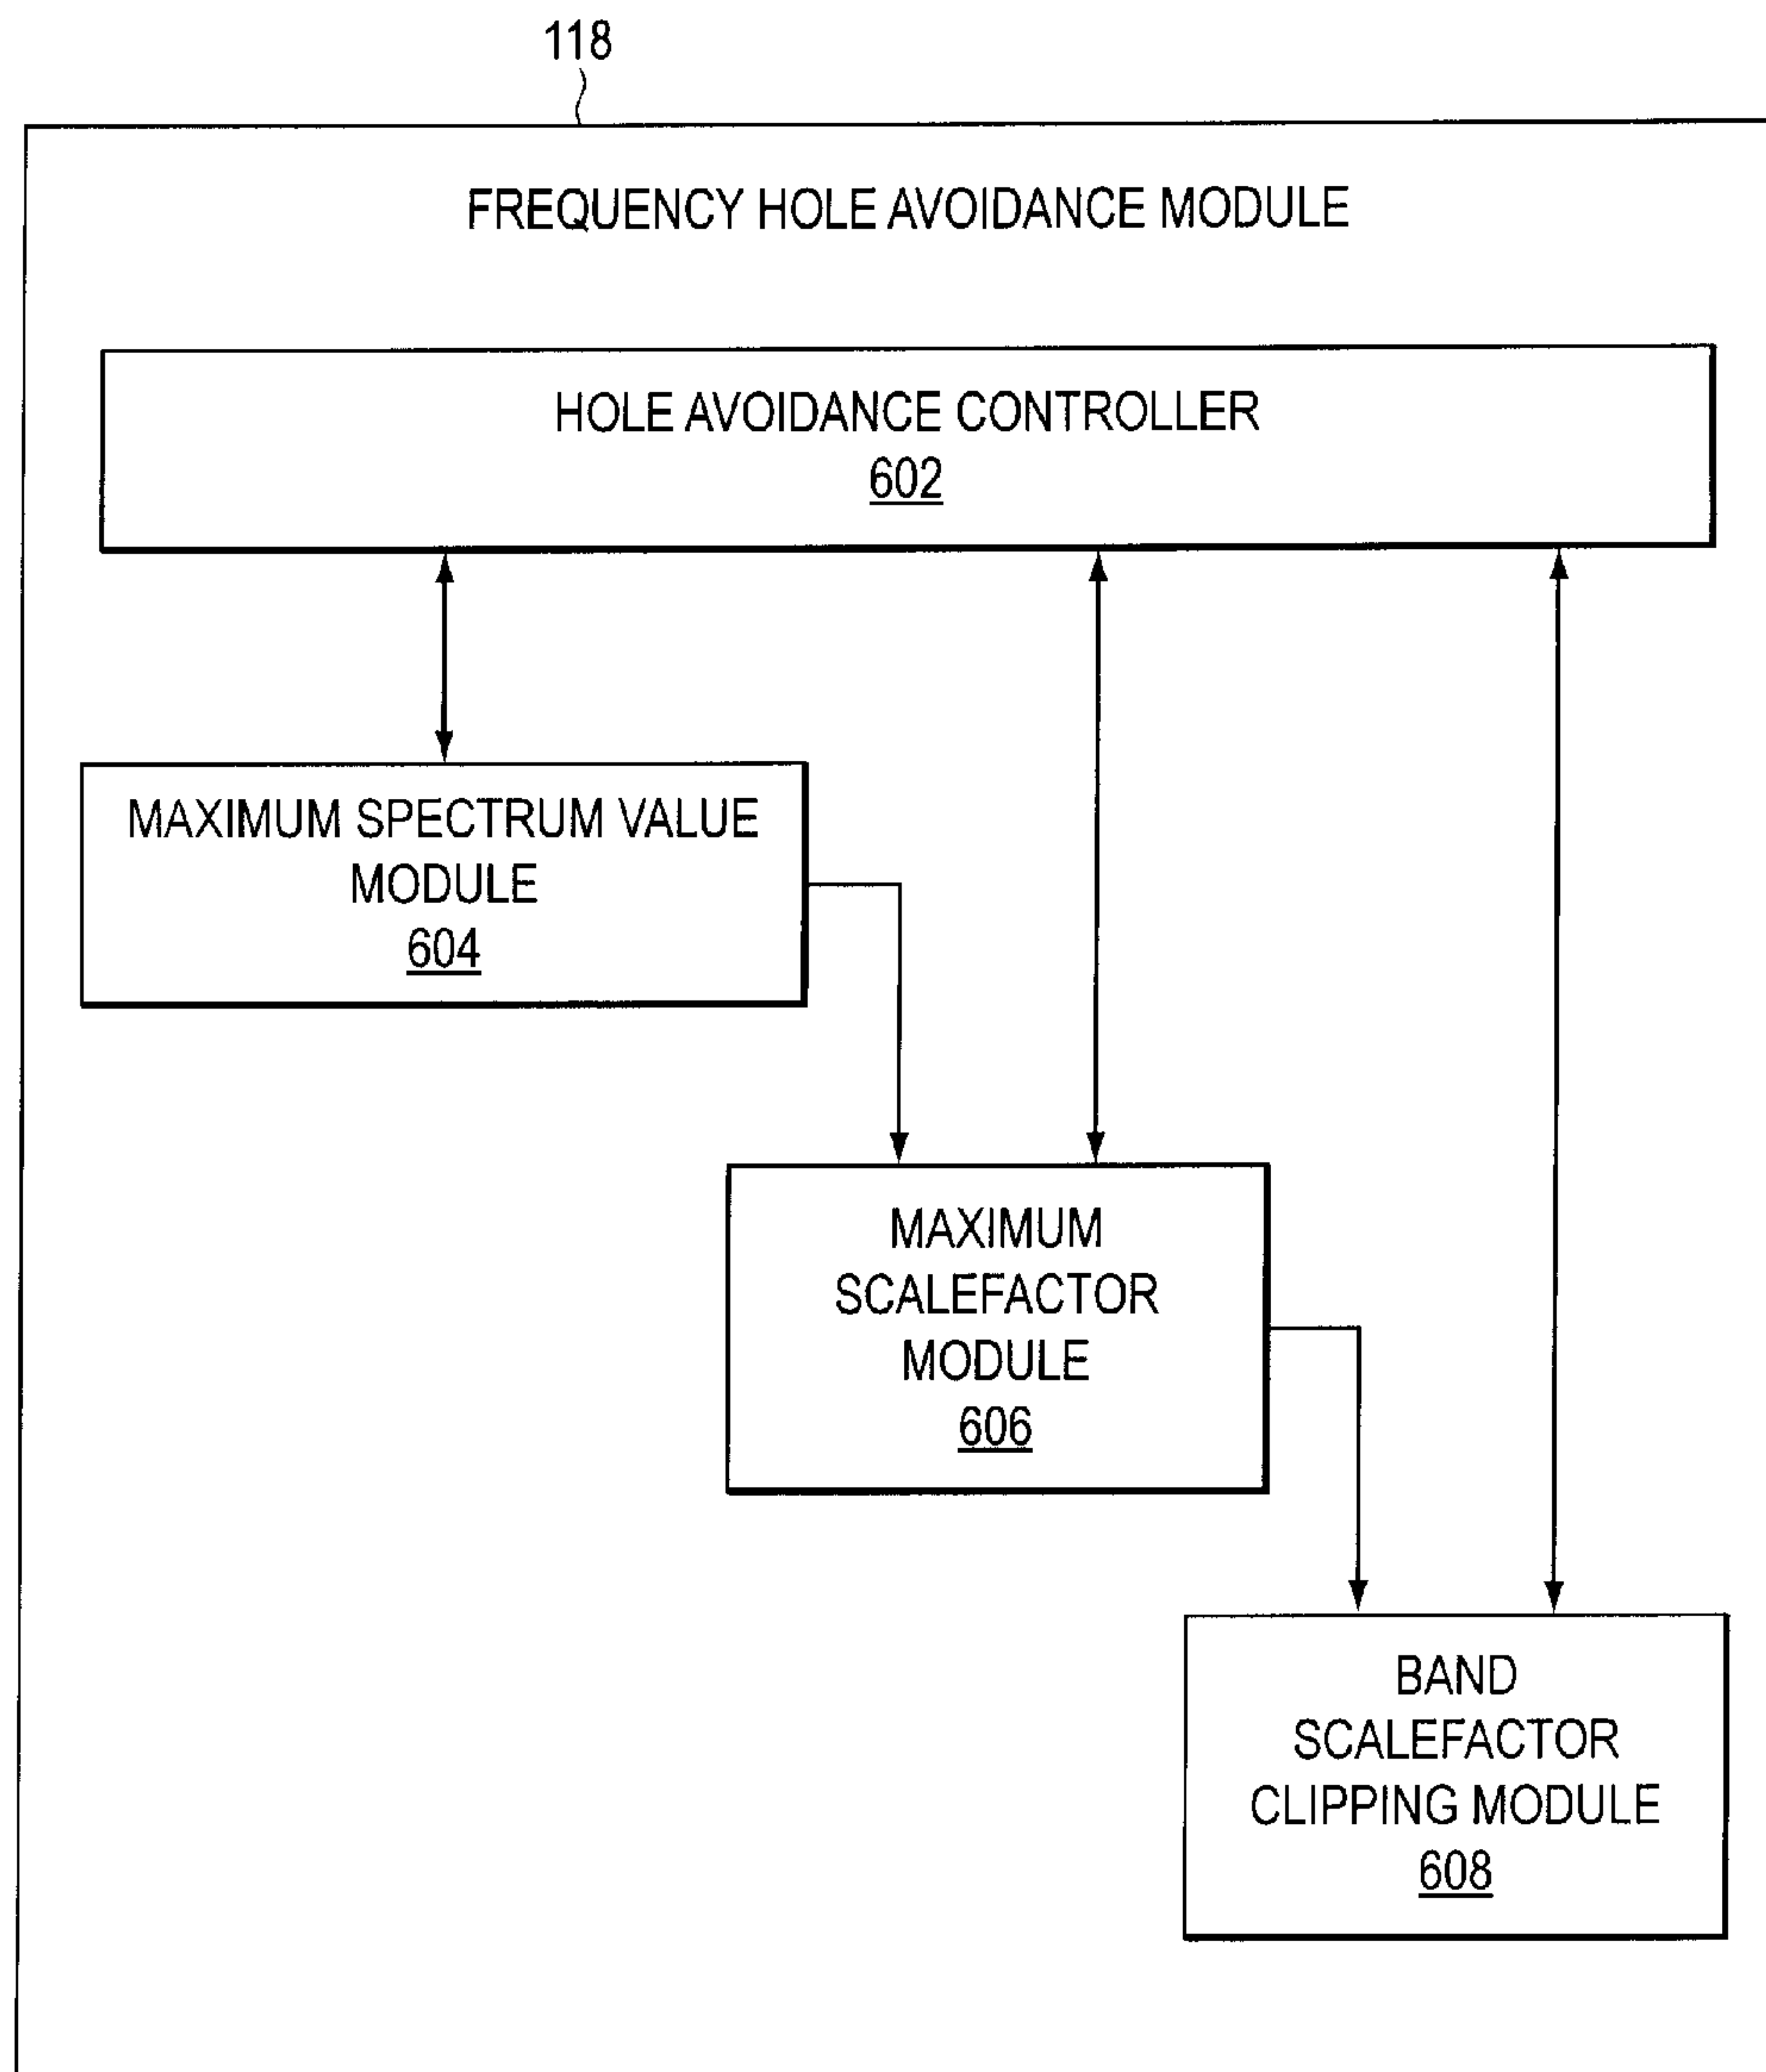 118
FREQUENCY HOLE AVOIDANCE MODULE
HOLE AVOIDANCE CONTROLLER
602
MAXIMUM SPECTRUM VALUE
MODULE
604
MAXIMUM
SCALEFACTOR
MODULE
606
BAND
SCALEFACTOR
CLIPPING MODULE
608